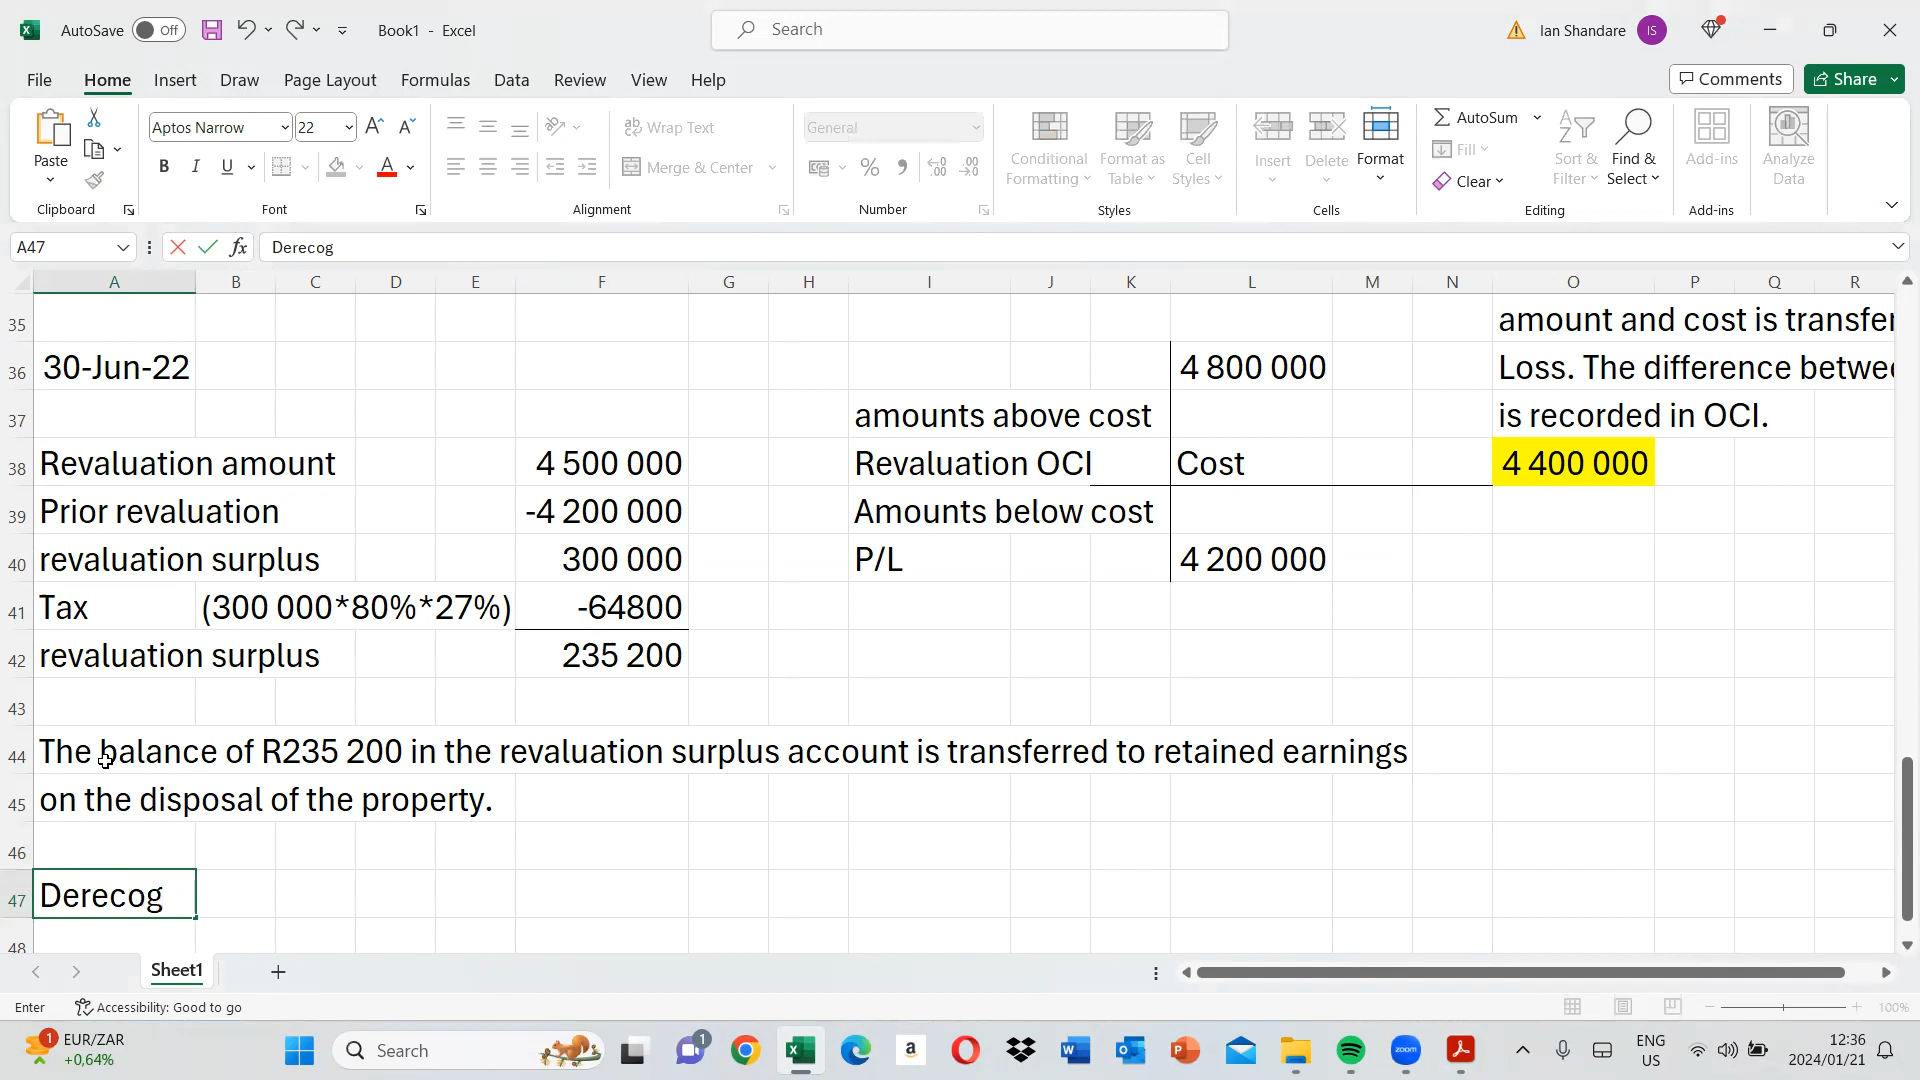 AutoSave Off Book1 - Excel Search Ian Shandare IS
File Home Insert Draw Page Layout Formulas Data Review View Help Comments Share
Paste Aptos Narrow 22 Wrap Text General Conditional Formatting Format as Table Cell Styles Insert Delete Format AutoSum Sort & Filter Find & Select Add-ins Analyze Data
B I U Merge & Center % Fill
Clear
Clipboard Font Alignment Number Styles Cells Editing Add-ins
A47 fx Derecog
A B C D E F G H I J K L M N O P Q R
35 amount and cost is transfer
36 30-Jun-22 4 800 000 Loss. The difference betwee
37 amounts above cost is recorded in OCI.
38 Revaluation amount 4 500 000 Revaluation OCI Cost 4 400 000
39 Prior revaluation -4 200 000 Amounts below cost
40 revaluation surplus 300 000 P/L 4 200 000
41 Tax (300 000*80%*27%) -64800
42 revaluation surplus 235 200
43
44 The balance of R235 200 in the revaluation surplus account is transferred to retained earnings
45 on the disposal of the property.
46
47 Derecog
48
Sheet1
Enter Accessibility: Good to go 100%
1 EUR/ZAR +0,64% Search 1 zoom ENG US 12:36 2024/01/21